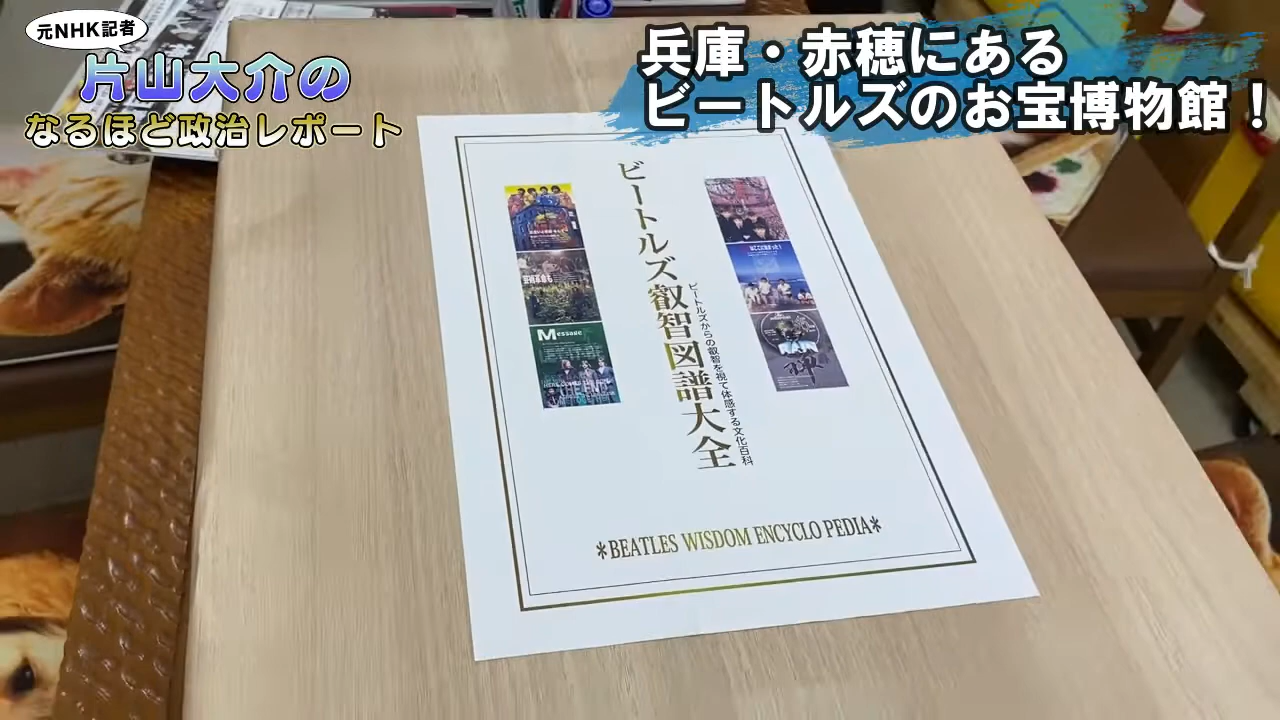 元NHK記者
片山大介の
なるほど政治レポート
兵庫・赤穂にある
ビートルズのお宝博物館！
ビートルズ叡智図譜大全
ビートルズからの叡智を視て体感する文化百科
Message
＊BEATLES WISDOM ENCYCLO PEDIA＊